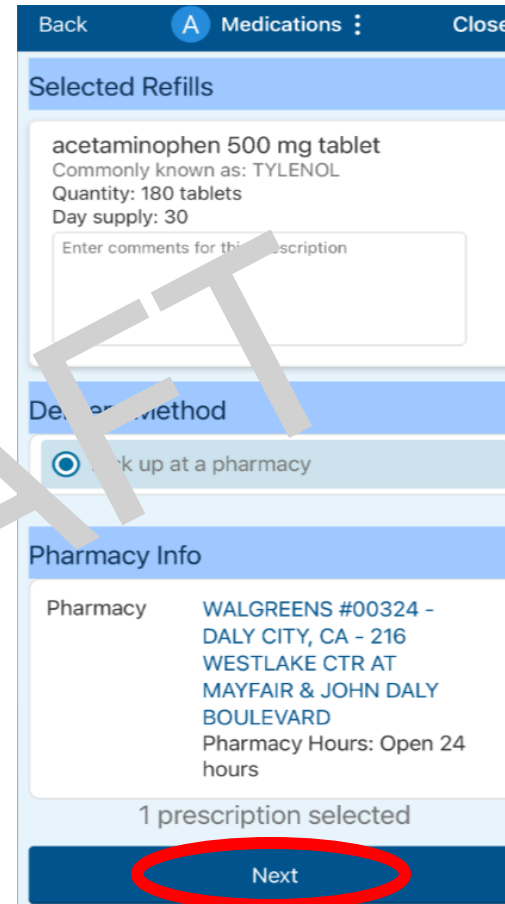 Back A Medications Close
Selected Refills
acetaminophen 500 mg tablet
Commonly known as: TYLENOL
Quantity: 180 tablets
Day supply: 30
Enter comments for this prescription
Method
up at a pharmacy
Pharmacy Info
Pharmacy WALGREENS #00324 -
DALY CITY, CA - 216
WESTLAKE CTR AT
MAYFAIR & JOHN DALY
BOULEVARD
Pharmacy Hours: Open 24
hours
1 prescription selected
Next
AFT